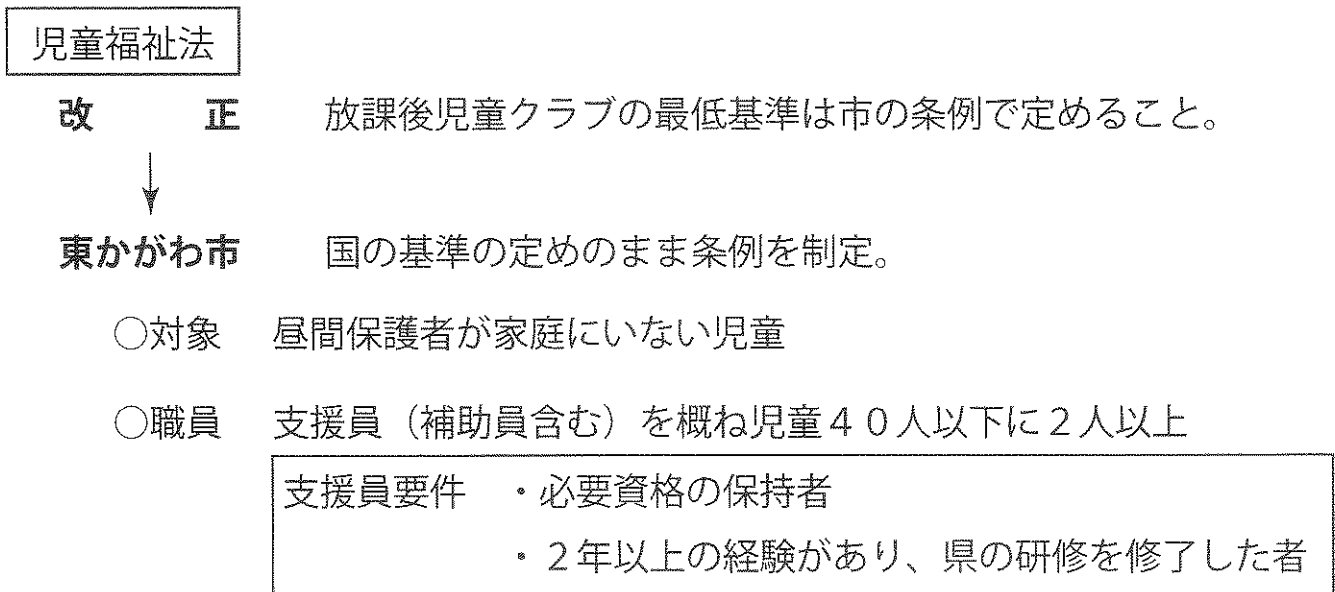 児童福祉法
改　　正　　放課後児童クラブの最低基準は市の条例で定めること。
東かがわ市　　国の基準の定めのまま条例を制定。
○対象　昼間保護者が家庭にいない児童
○職員　支援員（補助員含む）を概ね児童４０人以下に２人以上
支援員要件　・必要資格の保持者
・２年以上の経験があり、県の研修を修了した者